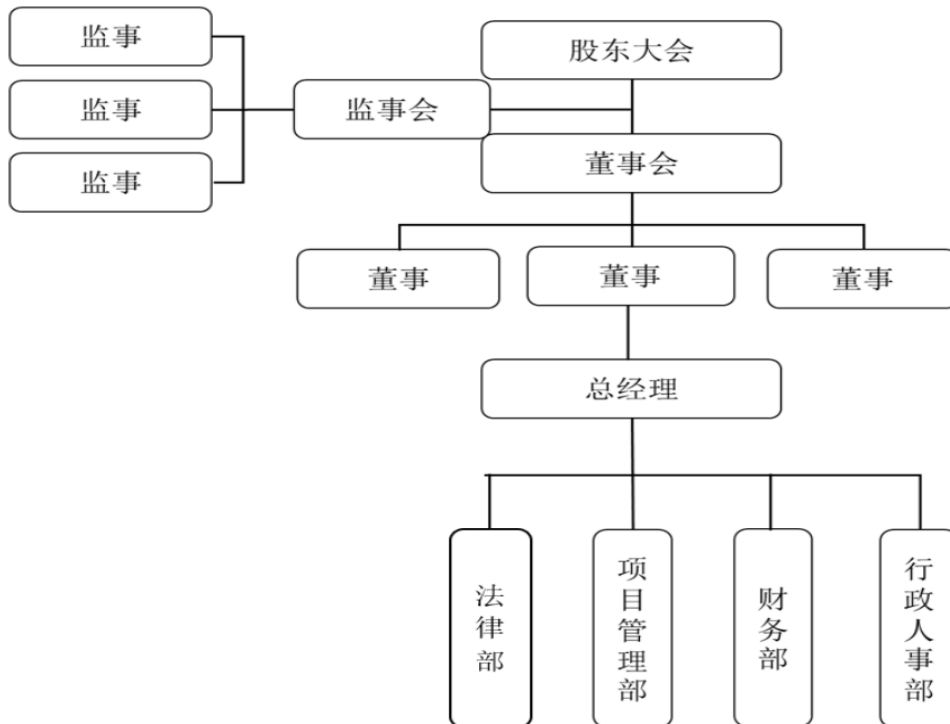 监事
股东大会
监事
监事会
监事
董事会
董事
董事
董事
总经理
法律部
项目管理部
财务部
行政人事部